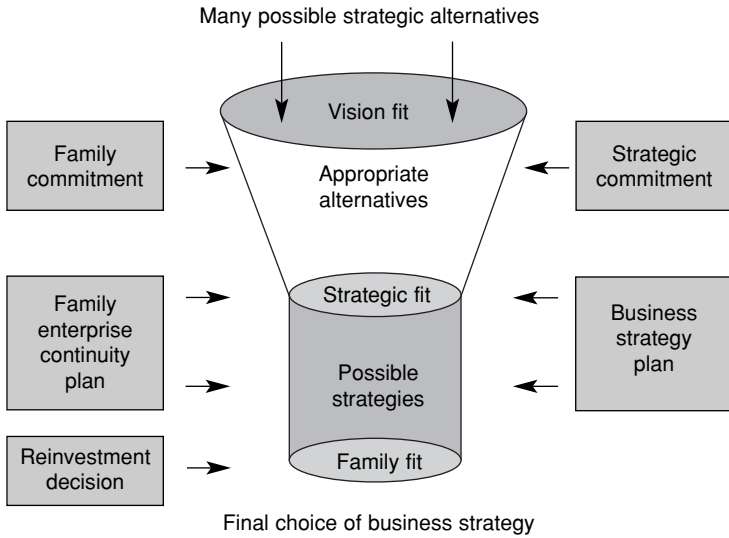 Many possible strategic alternatives
Vision fit
Family
commitment
Appropriate
alternatives
Strategic
commitment
Family
enterprise
continuity
plan
Strategic fit
Possible
strategies
Business
strategy
plan
Reinvestment
decision
Family fit
Final choice of business strategy